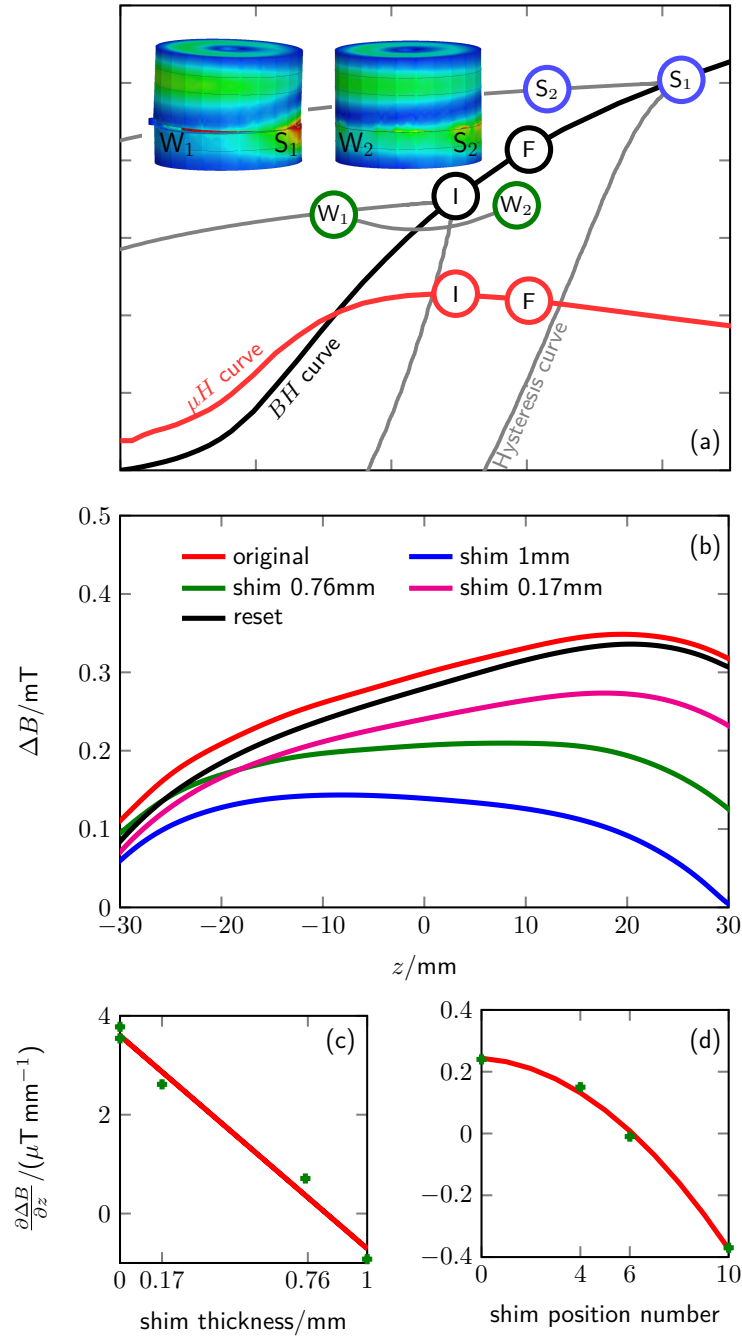 W₁
S₁
W₂
S₂
S₂
S₁
F
I
W₁
W₂
I
F
μH curve
BH curve
Hysteresis curve
(a)
0.5
0.4
0.3
0.2
0.1
0
ΔB/mT
original
shim 1mm
shim 0.76mm
shim 0.17mm
reset
(b)
−30
−20
−10
0
10
20
30
z/mm
4
2
0
∂ΔB/∂z /(μT mm⁻¹)
(c)
0
0.17
0.76
1
shim thickness/mm
0.4
0.2
0
−0.2
−0.4
(d)
0
4
6
10
shim position number